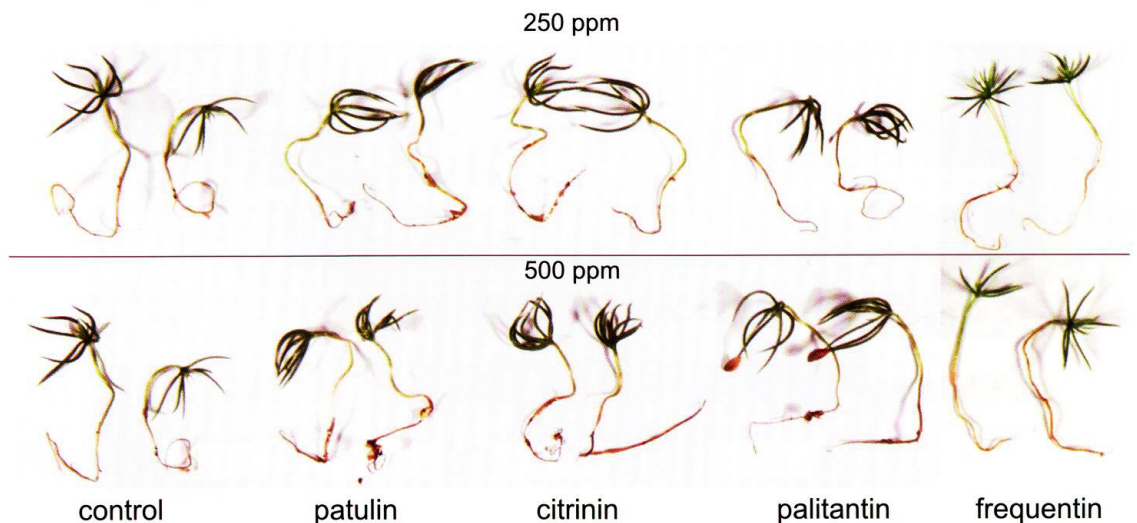 250 ppm
500 ppm
control patulin citrinin palitantin frequentin